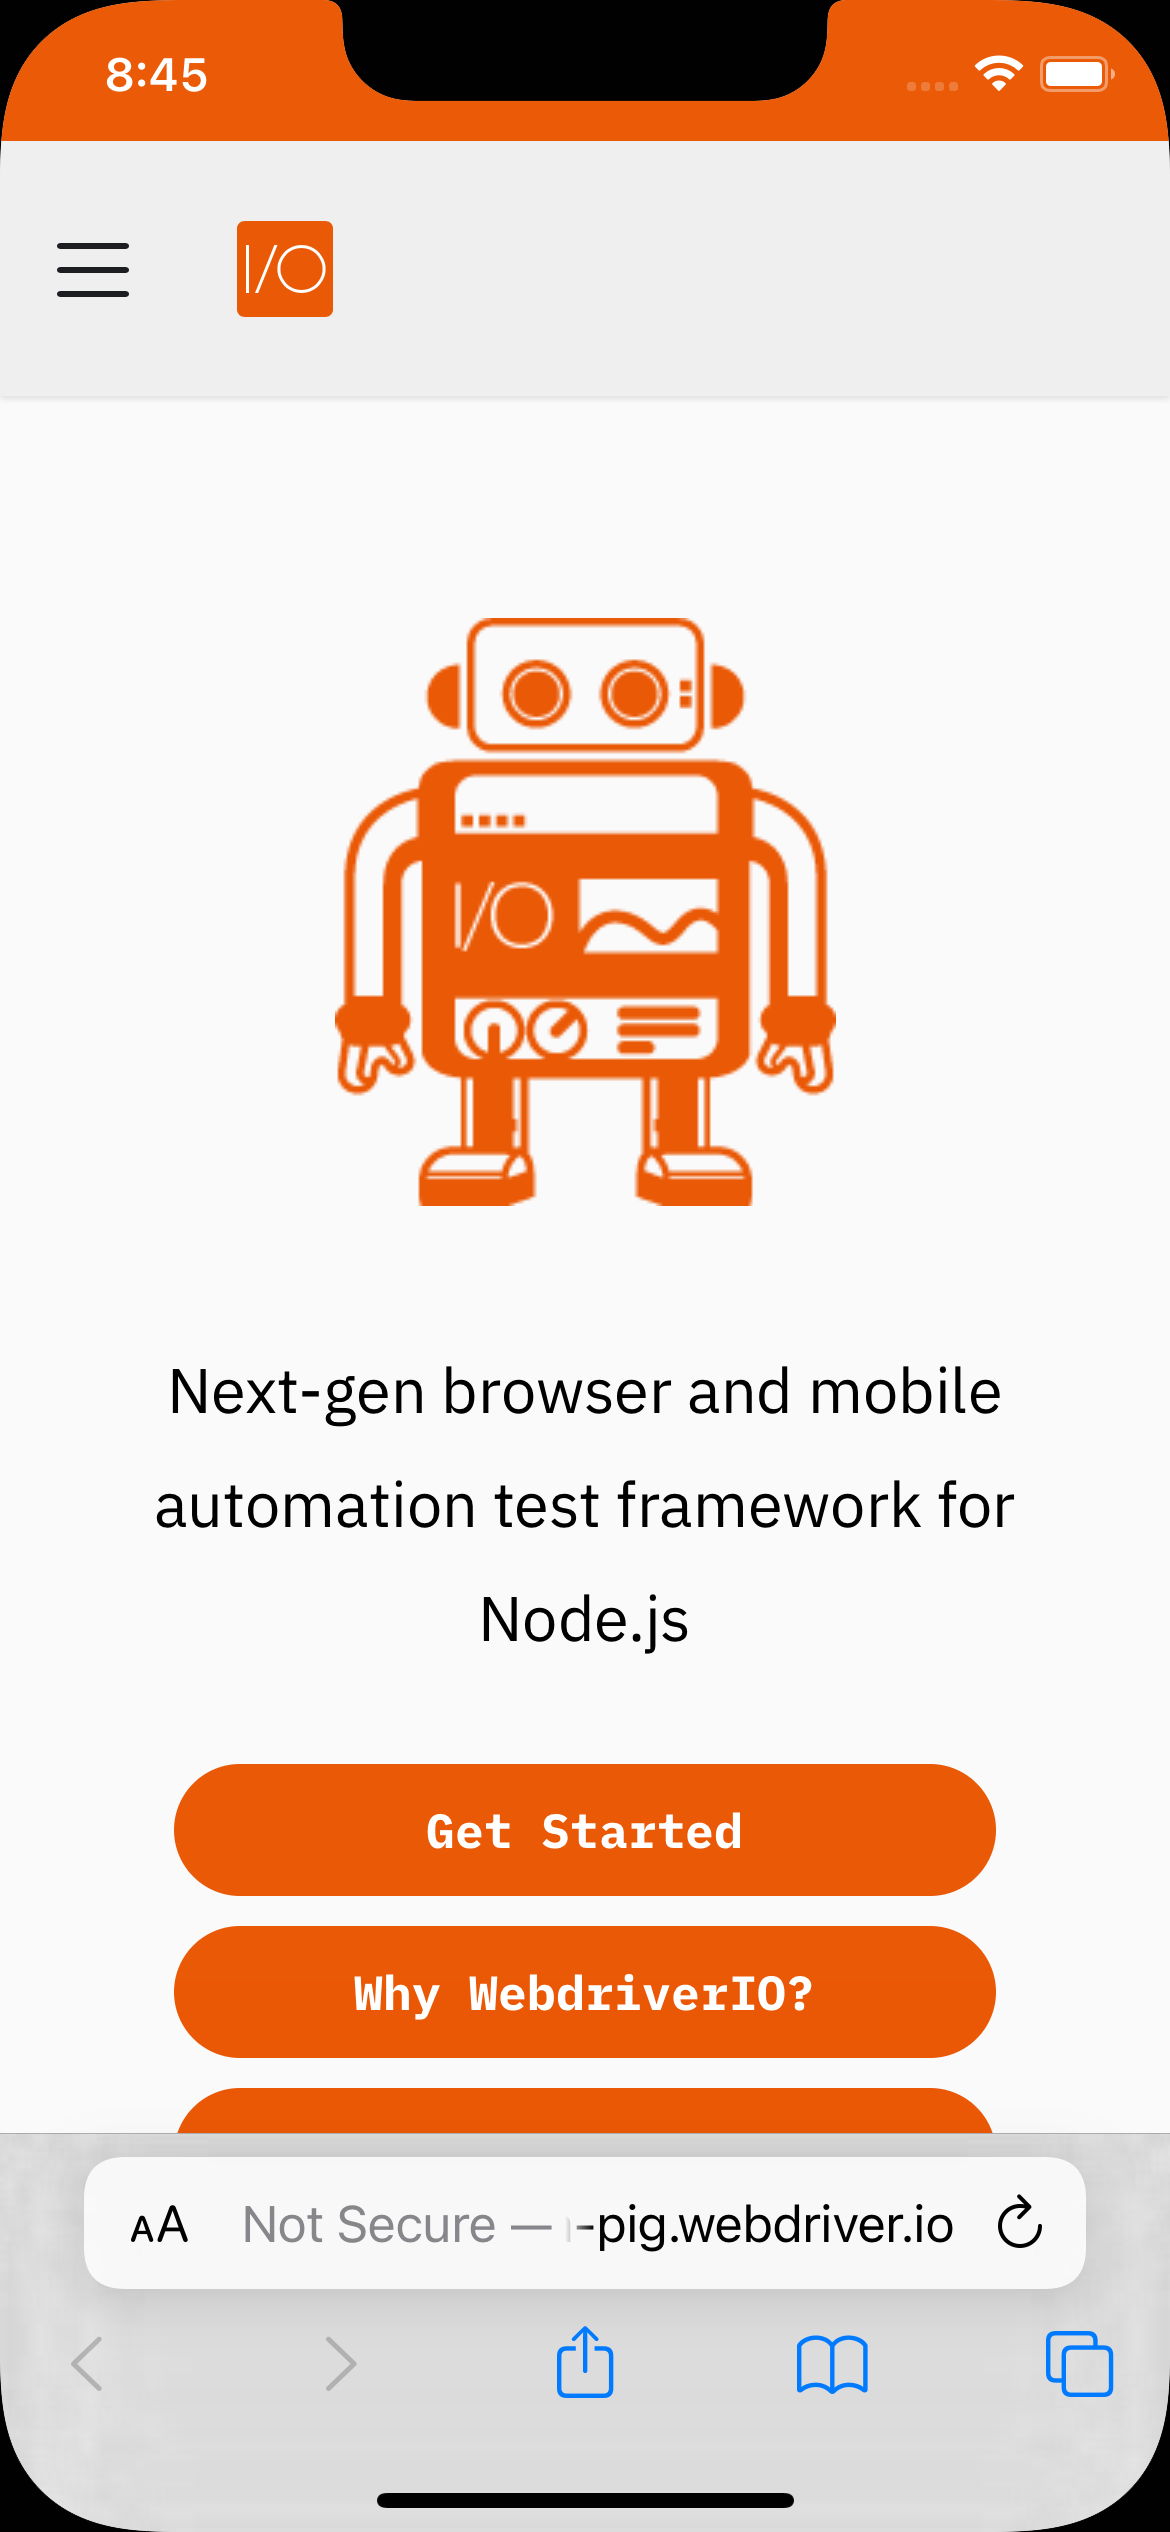 8:45
I/O
I/O
Next-gen browser and mobile
automation test framework for
Node.js
Get Started
Why WebdriverIO?
AA Not Secure — -pig.webdriver.io